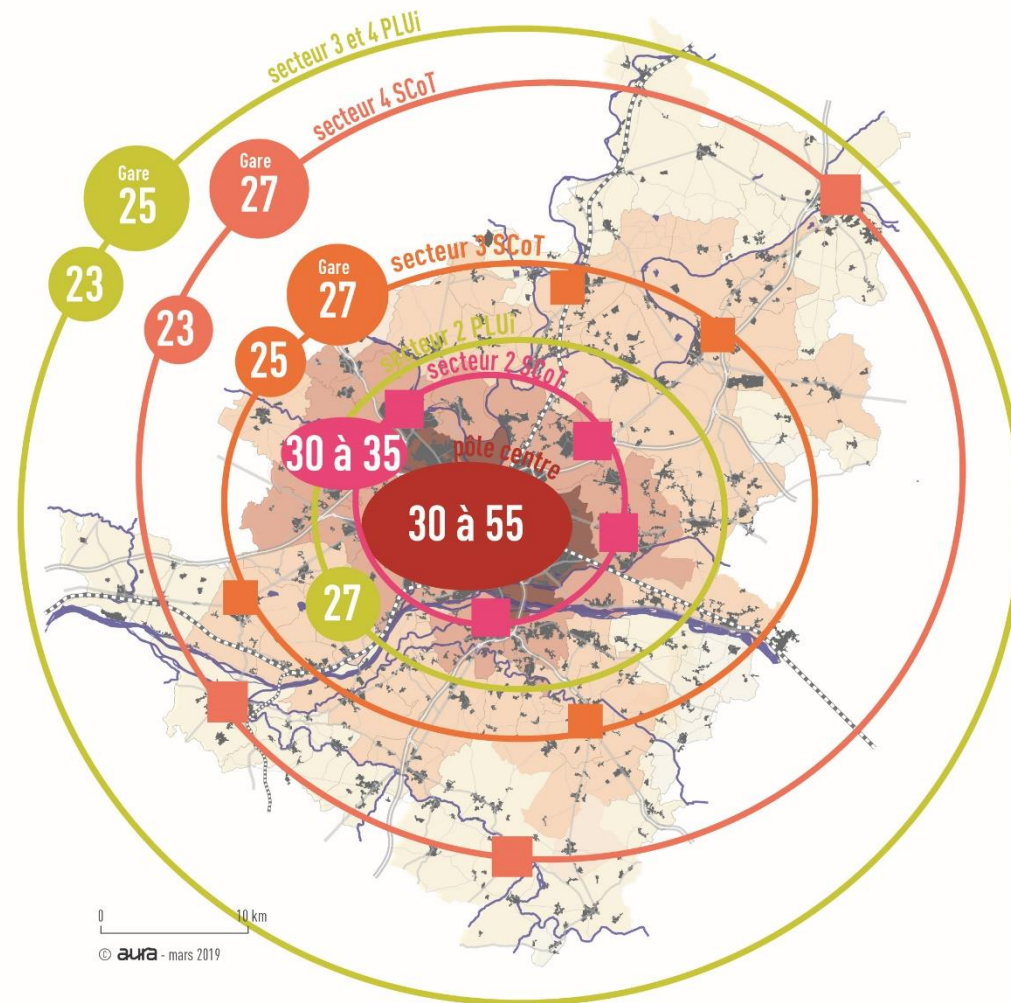 secteur 3 et 4 PLUi
secteur 4 SCoT
Gare
25
Gare
27
23
23
secteur 3 SCoT
Gare
27
25
secteur 2 PLUi
secteur 2 SCoT
30 à 35
pôle centre
30 à 55
27
0 10 km
© aura - mars 2019